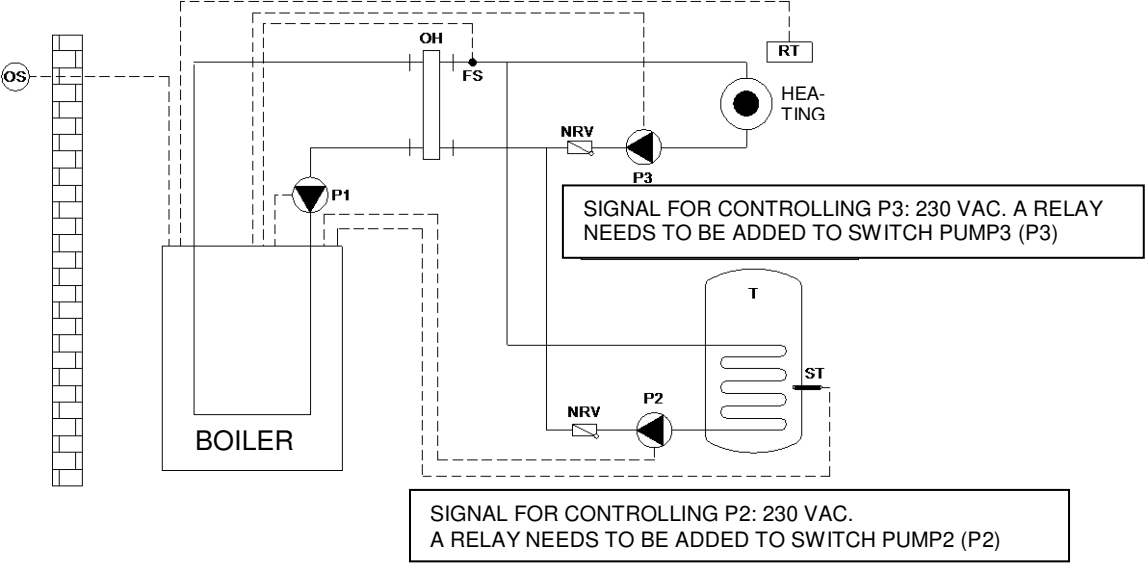 OH
RT
OS
FS
HEA-
TING
NRV
P3
P1
SIGNAL FOR CONTROLLING P3: 230 VAC. A RELAY
NEEDS TO BE ADDED TO SWITCH PUMP3 (P3)
T
ST
P2
NRV
BOILER
SIGNAL FOR CONTROLLING P2: 230 VAC.
A RELAY NEEDS TO BE ADDED TO SWITCH PUMP2 (P2)